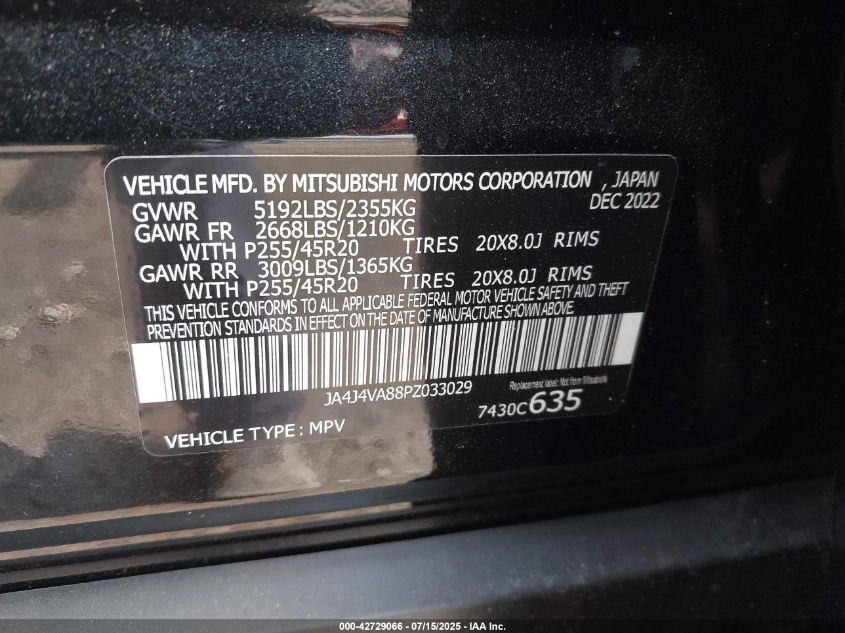 VEHICLE MFD. BY MITSUBISHI MOTORS CORPORATION , JAPAN
DEC 2022
GVWR 5192LBS/2355KG
GAWR FR 2668LBS/1210KG
WITH P255/45R20 TIRES 20X8.0J RIMS
GAWR RR 3009LBS/1365KG
WITH P255/45R20 TIRES 20X8.0J RIMS
THIS VEHICLE CONFORMS TO ALL APPLICABLE FEDERAL MOTOR VEHICLE SAFETY AND THEFT
PREVENTION STANDARDS IN EFFECT ON THE DATE OF MANUFACTURE SHOWN ABOVE.
JA4J4VA88PZ033029
Replacement label: Not from Mitsubishi
7430C635
VEHICLE TYPE : MPV
000-42729066 - 07/15/2025 - IAA Inc.